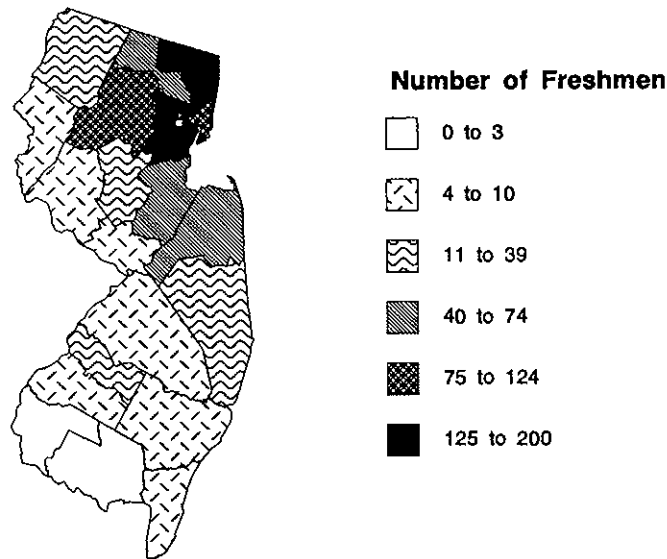 Number of Freshmen
0 to 3
4 to 10
11 to 39
40 to 74
75 to 124
125 to 200